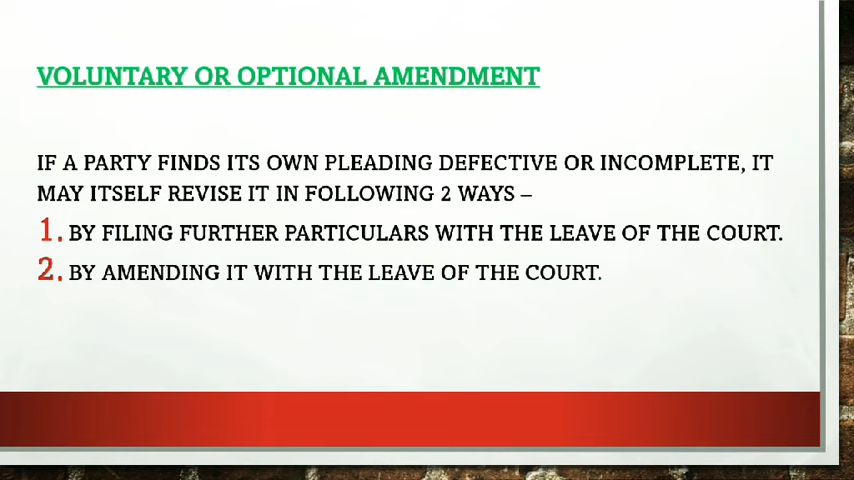 VOLUNTARY OR OPTIONAL AMENDMENT
IF A PARTY FINDS ITS OWN PLEADING DEFECTIVE OR INCOMPLETE, IT
MAY ITSELF REVISE IT IN FOLLOWING 2 WAYS –
1. BY FILING FURTHER PARTICULARS WITH THE LEAVE OF THE COURT.
2. BY AMENDING IT WITH THE LEAVE OF THE COURT.